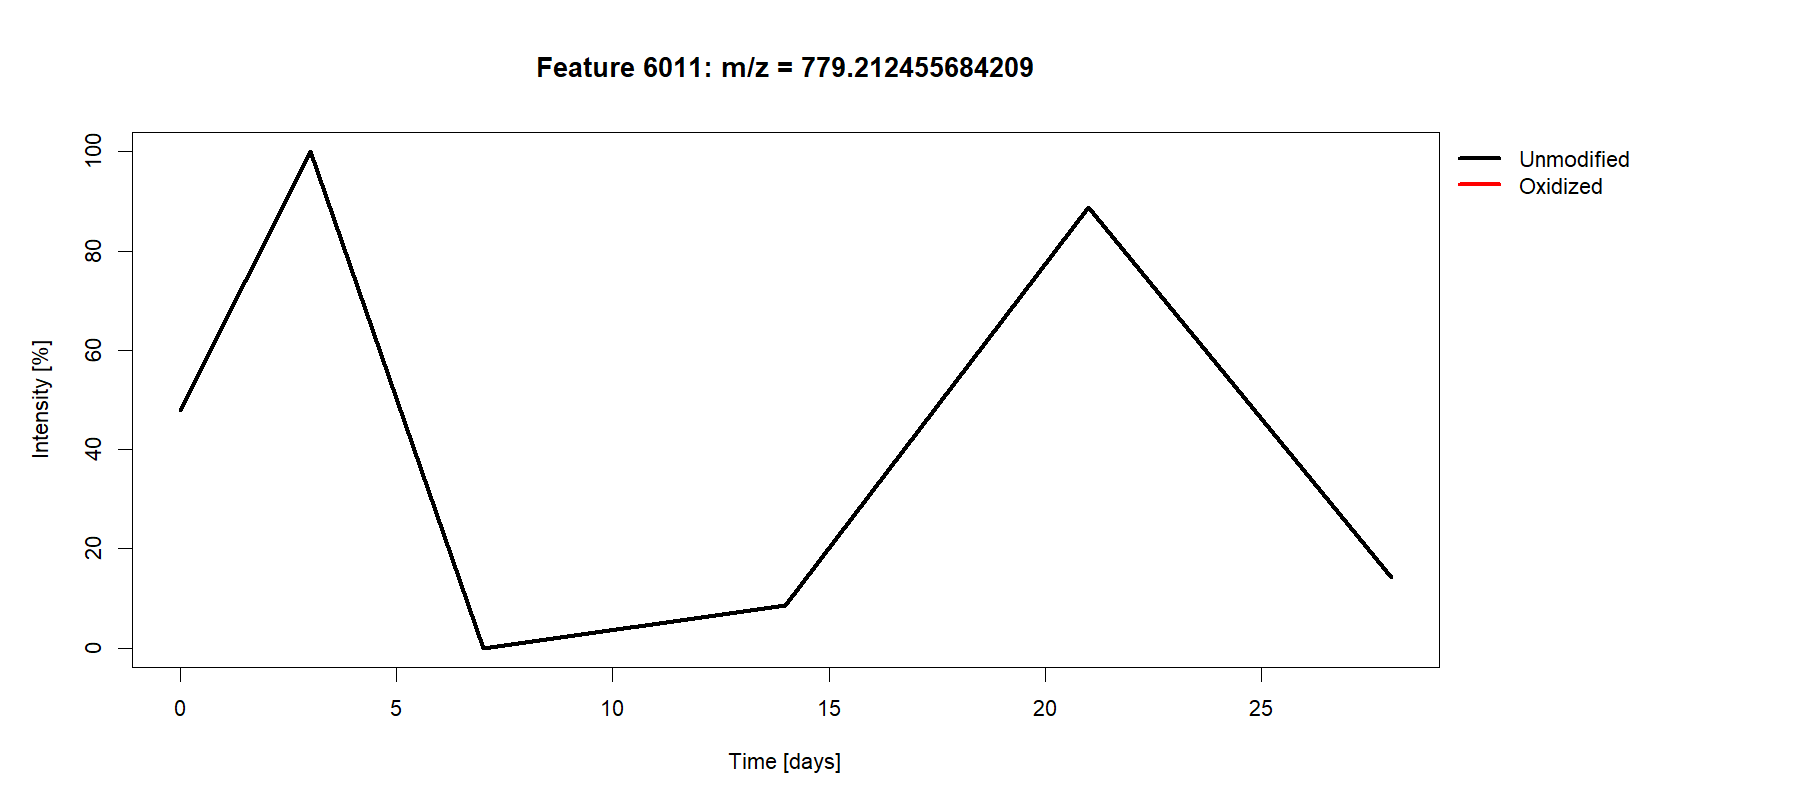 Feature 6011: m/z = 779.212455684209
Unmodified
Oxidized
Intensity [%]
100
80
60
40
20
0
0 5 10 15 20 25
Time [days]